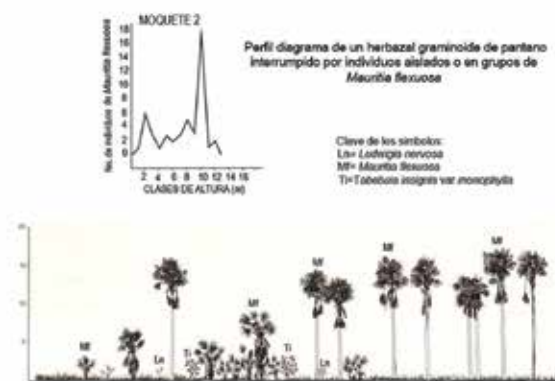 MOQUETE 2
No. de individuos de Mauritia flexuosa
18
16
14
12
10
8
6
4
2
0
2 4 6 8 10 12 14 16
CLASES DE ALTURA (m)
Perfil diagrama de un herbazal graminoide de pantano
interrumpido por individuos aislados o en grupos de
Mauritia flexuosa
Clave de los símbolos:
Ln= Ludwigia nervosa
Mf= Mauritia flexuosa
Ti=Tabebuia insignis var. monophylla
Mf
Ln
Ti
Mf
Ti
Mf
Ln
Mf
Mf